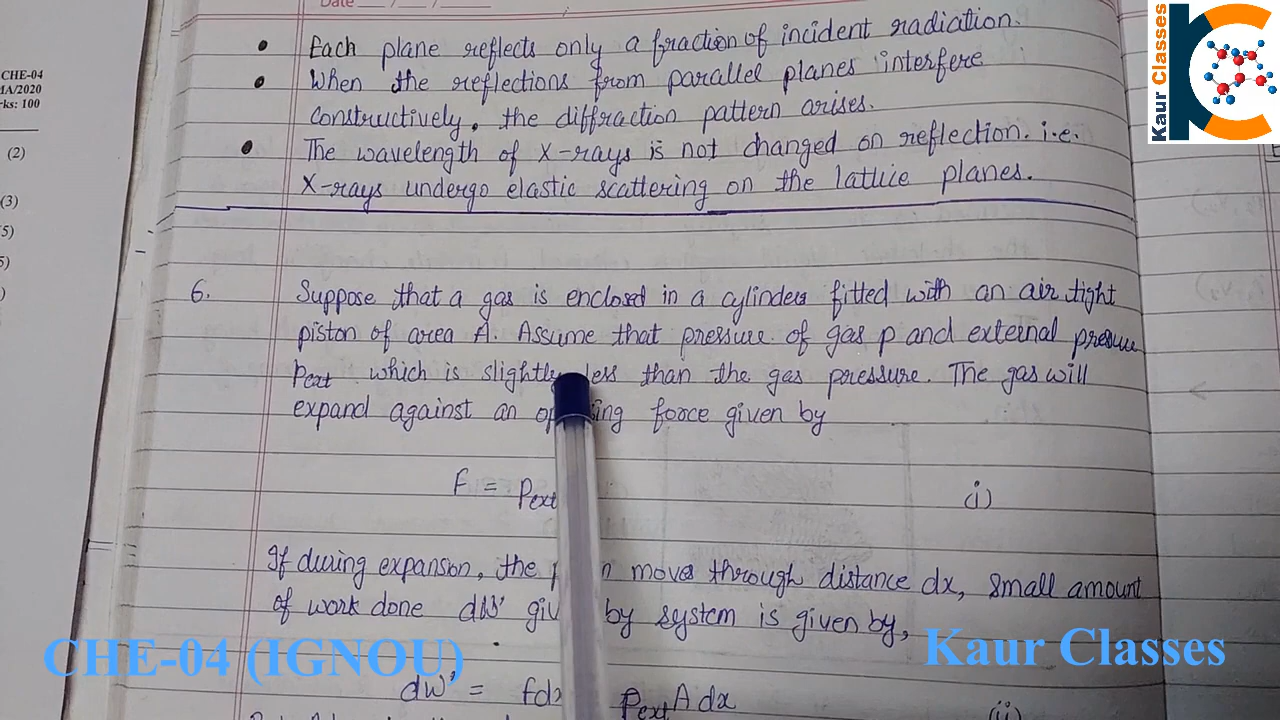 Date / /
Kaur Classes
• Each plane reflects only a fraction of incident radiation.
• When the reflections from parallel planes interfere
constructively, the diffraction pattern arises.
• The wavelength of X-rays is not changed on reflection. i.e.
X-rays undergo elastic scattering on the lattice planes.
CHE-04
MA/2020
rks: 100
(2)
(3)
5)
5)
)
6. Suppose that a gas is enclosed in a cylinder fitted with an air tight
piston of area A. Assume that pressure of gas p and external pressure
Pext which is slightly less than the gas pressure. The gas will
expand against an force given by
F = Pext (i)
If during expansion, the moves through distance dx, small amount
of work done dW' by system is given by,
CHE-04 (IGNOU)
Kaur Classes
dW' = Pext A dx (ii)